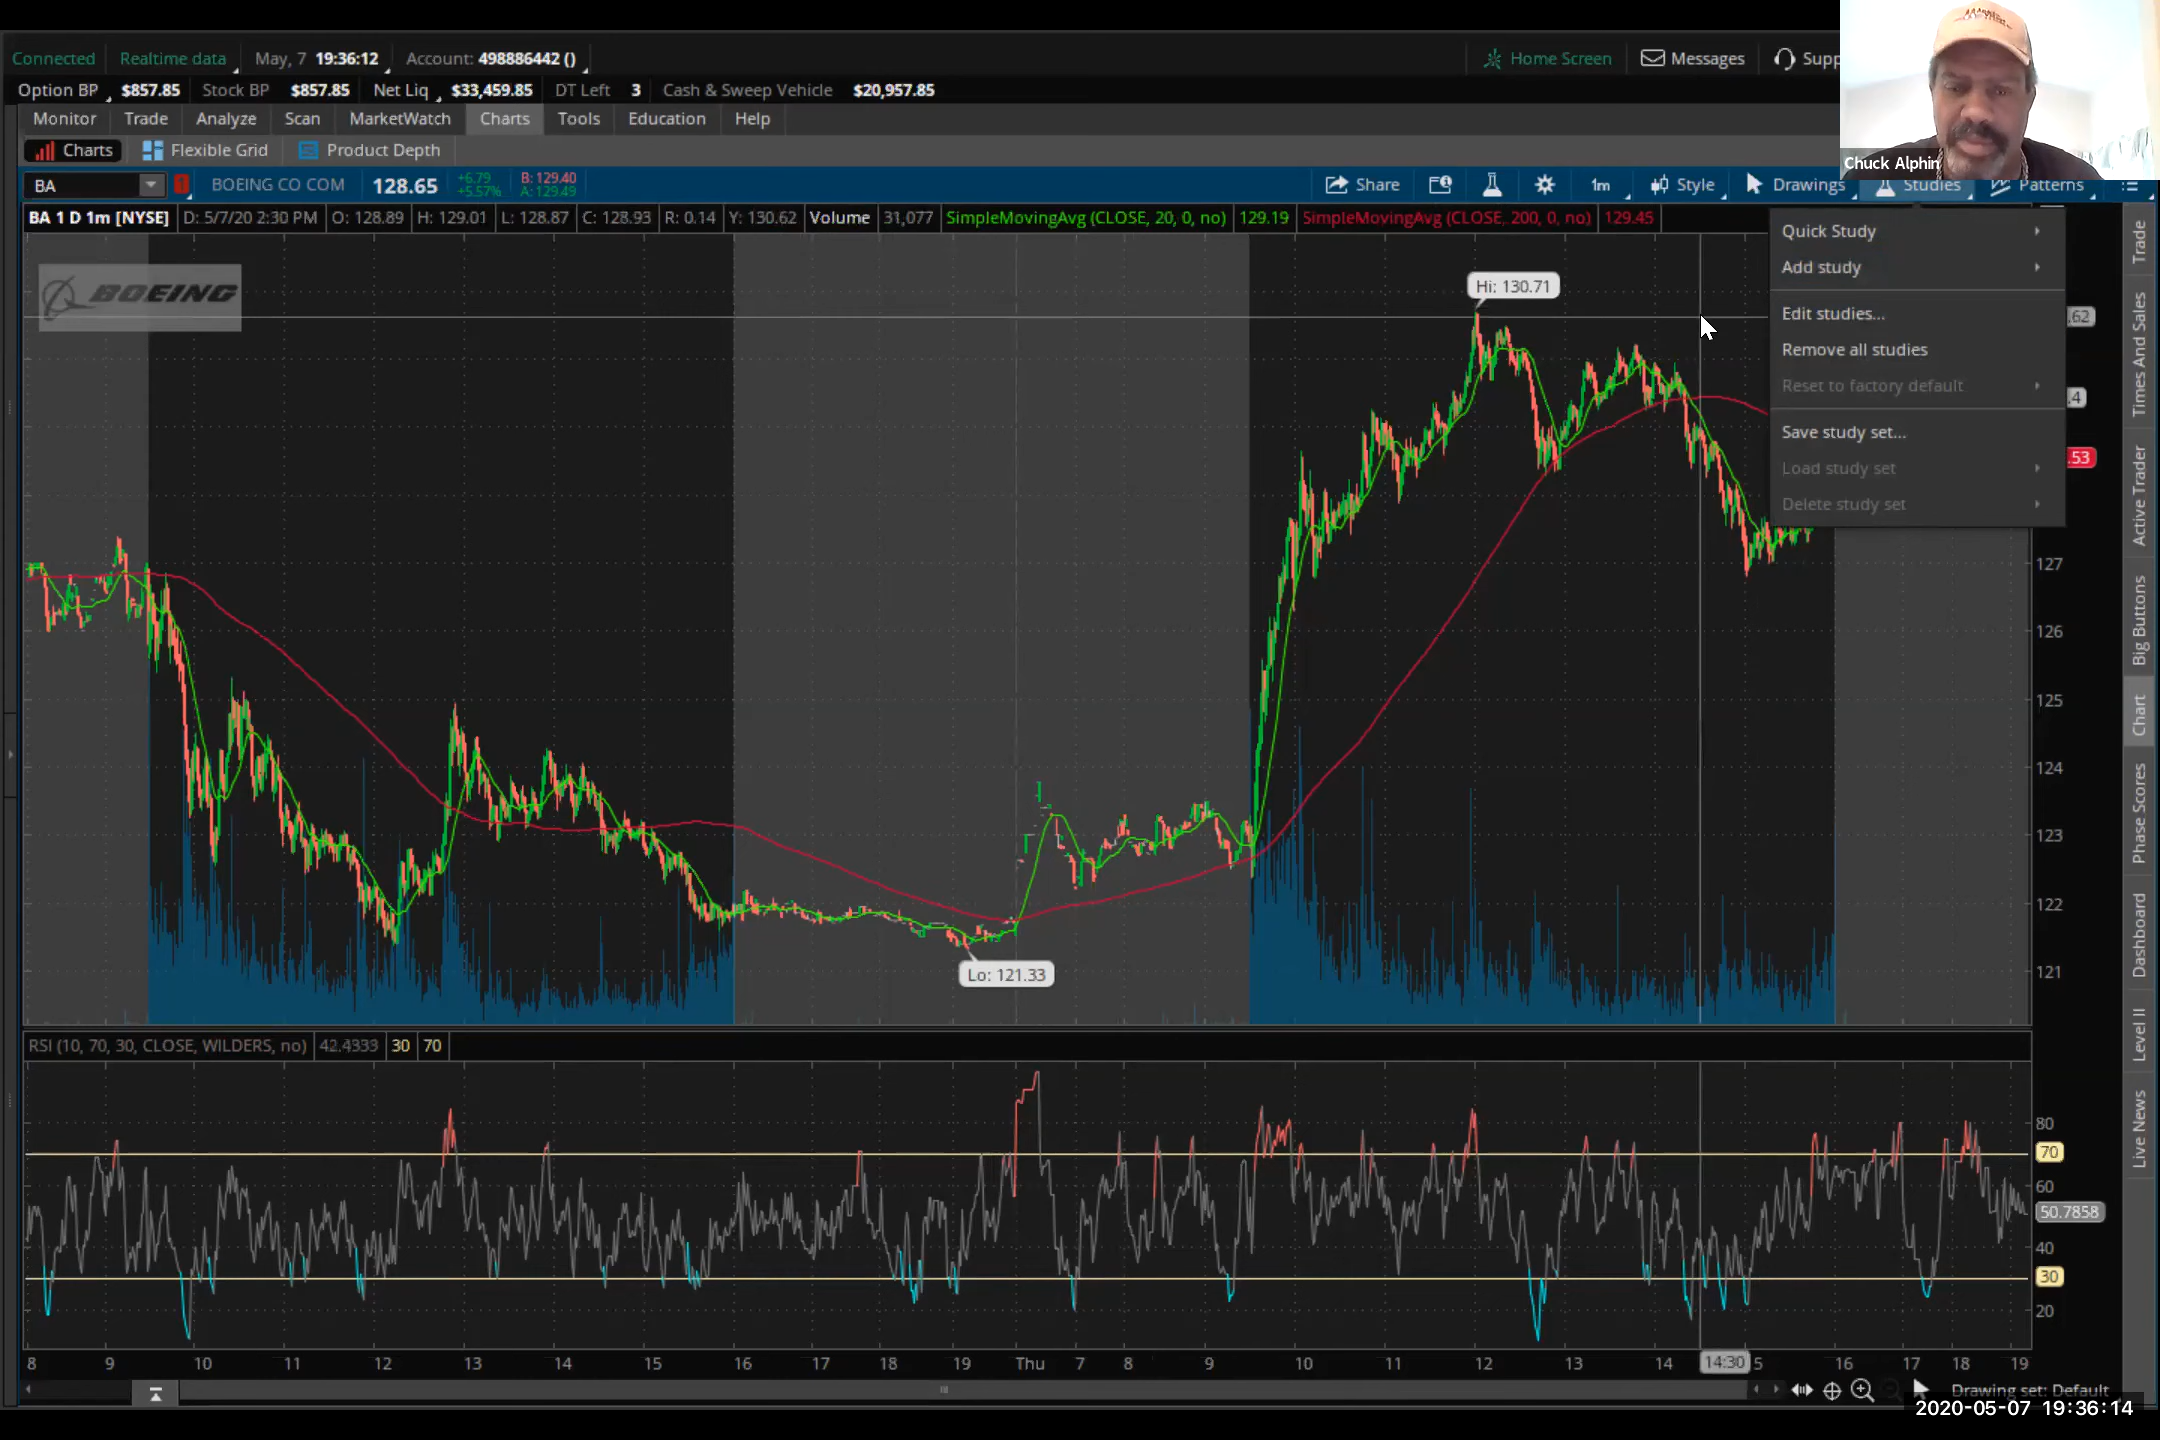 Connected Realtime data May, 7 19:36:12 Account: 498886442 () Home Screen Messages Supp
Option BP $857.85 Stock BP $857.85 Net Liq $33,459.85 DT Left 3 Cash & Sweep Vehicle $20,957.85
Monitor Trade Analyze Scan MarketWatch Charts Tools Education Help
Charts Flexible Grid Product Depth
Chuck Alphin
BA BOEING CO COM 128.65 +6.79 +5.57% B: 129.40 A: 129.49 Share 1m Style Drawings Studies Patterns
BA 1 D 1m [NYSE] D: 5/7/20 2:30 PM O: 128.89 H: 129.01 L: 128.87 C: 128.93 R: 0.14 Y: 130.62 Volume 31,077 SimpleMovingAvg (CLOSE, 20, 0, no) 129.19 SimpleMovingAvg (CLOSE, 200, 0, no) 129.45
Quick Study
Add study
Edit studies...
Remove all studies
Reset to factory default
Save study set...
Load study set
Delete study set
BOEING
Hi: 130.71
Lo: 121.33
.62
.4
.53
127
126
125
124
123
122
121
RSI (10, 70, 30, CLOSE, WILDERS, no) 42.4333 30 70
80
70
60
50.7858
40
30
20
8 9 10 11 12 13 14 15 16 17 18 19 Thu 7 8 9 10 11 12 13 14 14:30 5 16 17 18 19
Drawing set: Default
2020-05-07 19:36:14
Trade
Times And Sales
Active Trader
Big Buttons
Chart
Phase Scores
Dashboard
Level II
Live News